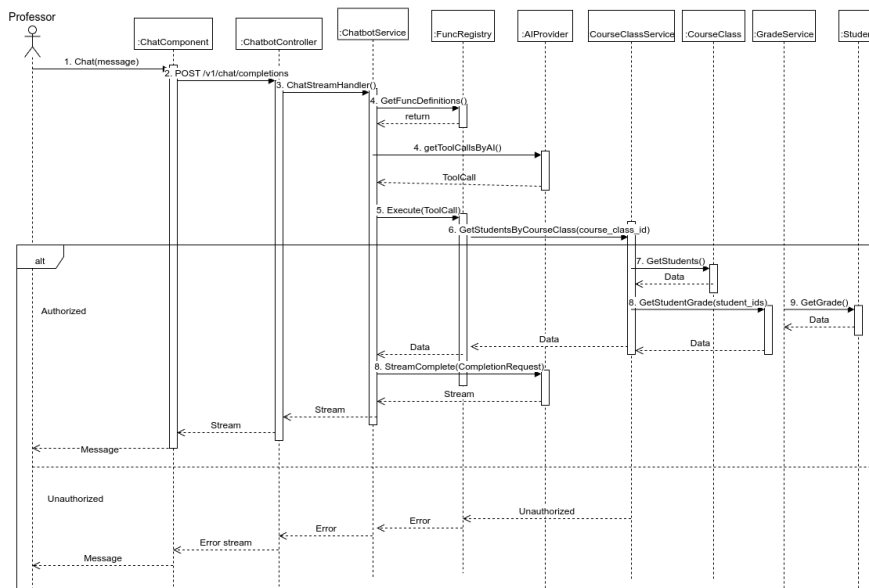 Professor
:ChatComponent
:ChatbotController
:ChatbotService
:FuncRegistry
:AIProvider
CourseClassService
:CourseClass
:GradeService
:Student
1. Chat(message)
2. POST /v1/chat/completions
3. ChatStreamHandler()
4. GetFuncDefinitions()
return
4. getToolCallsByAI()
ToolCall
5. Execute(ToolCall)
6. GetStudentsByCourseClass(course_class_id)
alt
7. GetStudents()
Data
Authorized
8. GetStudentGrade(student_ids)
9. GetGrade()
Data
Data
Data
Data
8. StreamComplete(CompletionRequest)
Stream
Stream
Stream
Message
Unauthorized
Unauthorized
Error
Error
Error stream
Message